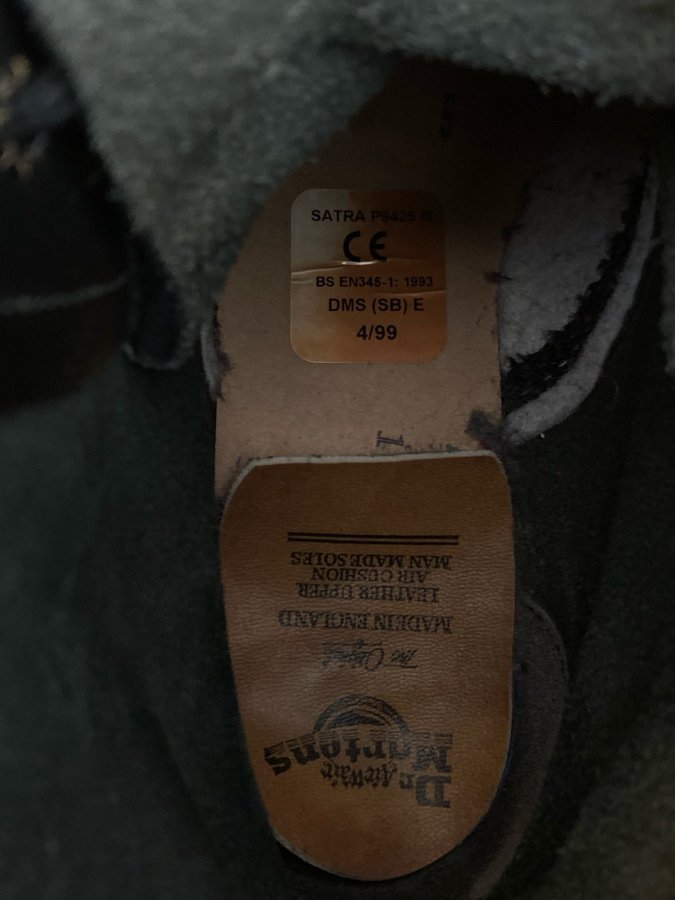 SATRA P9425 N
CE
BS EN345-1: 1993
DMS (SB) E
4/99
1
Dr. Martens
AirWair
The Original
MADE IN ENGLAND
LEATHER UPPER
AIR CUSHION
MAN MADE SOLES